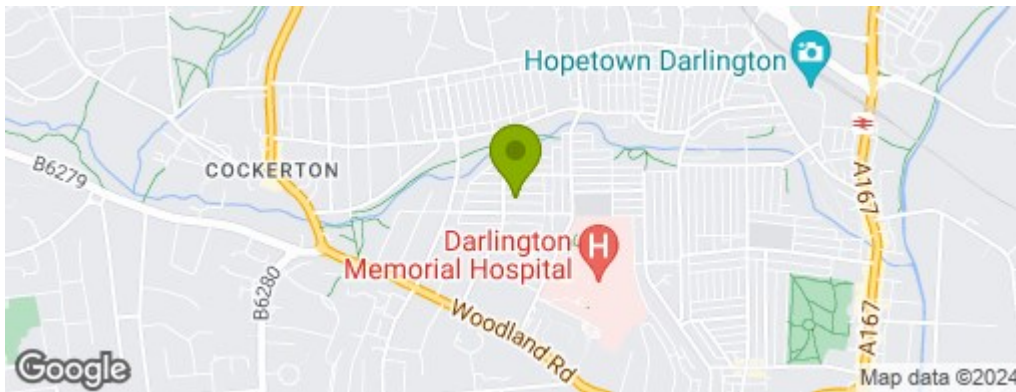 Hopetown Darlington
B6279
COCKERTON
A167
Darlington
Memorial Hospital
H
B6280
Woodland Rd
A167
Google
Map data ©2024